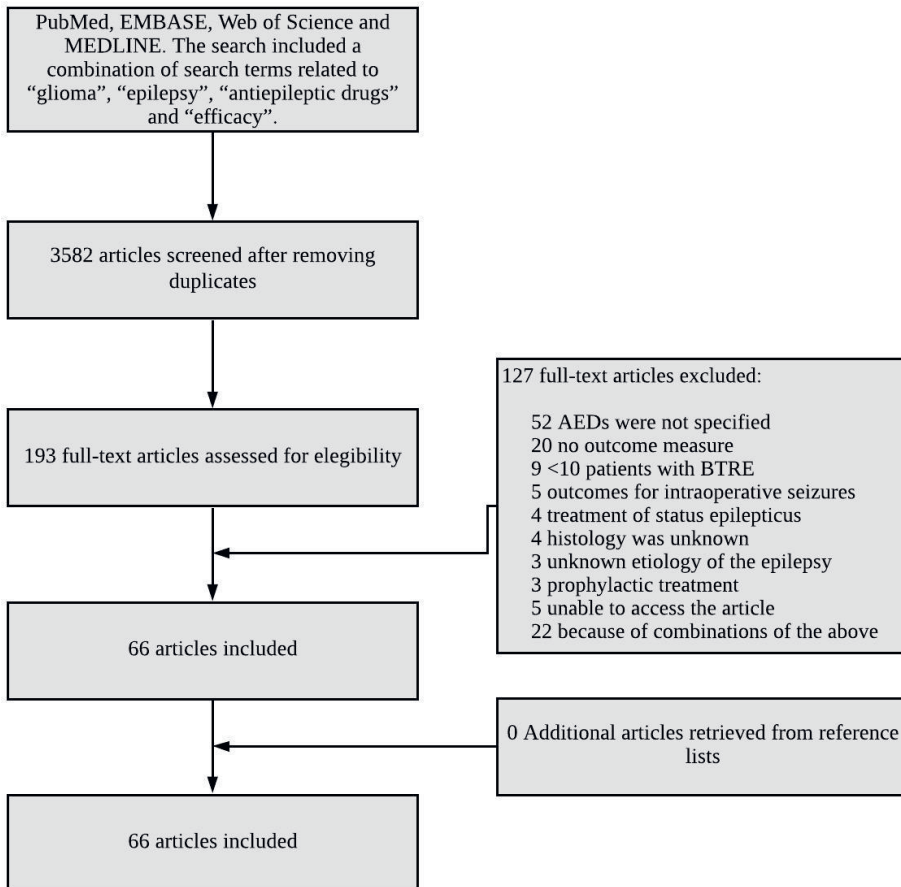 PubMed, EMBASE, Web of Science and
MEDLINE. The search included a
combination of search terms related to
“glioma”, “epilepsy”, “antiepileptic drugs”
and “efficacy”.
3582 articles screened after removing
duplicates
193 full-text articles assessed for elegibility
127 full-text articles excluded:
52 AEDs were not specified
20 no outcome measure
9 <10 patients with BTRE
5 outcomes for intraoperative seizures
4 treatment of status epilepticus
4 histology was unknown
3 unknown etiology of the epilepsy
3 prophylactic treatment
5 unable to access the article
22 because of combinations of the above
66 articles included
0 Additional articles retrieved from reference
lists
66 articles included